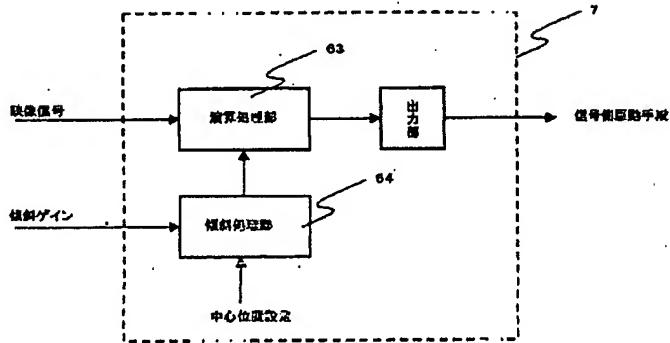 7
63
映像信号
演算処理部
出力部
信号側駆動手段
64
傾斜ゲイン
傾斜処理部
中心位置設定